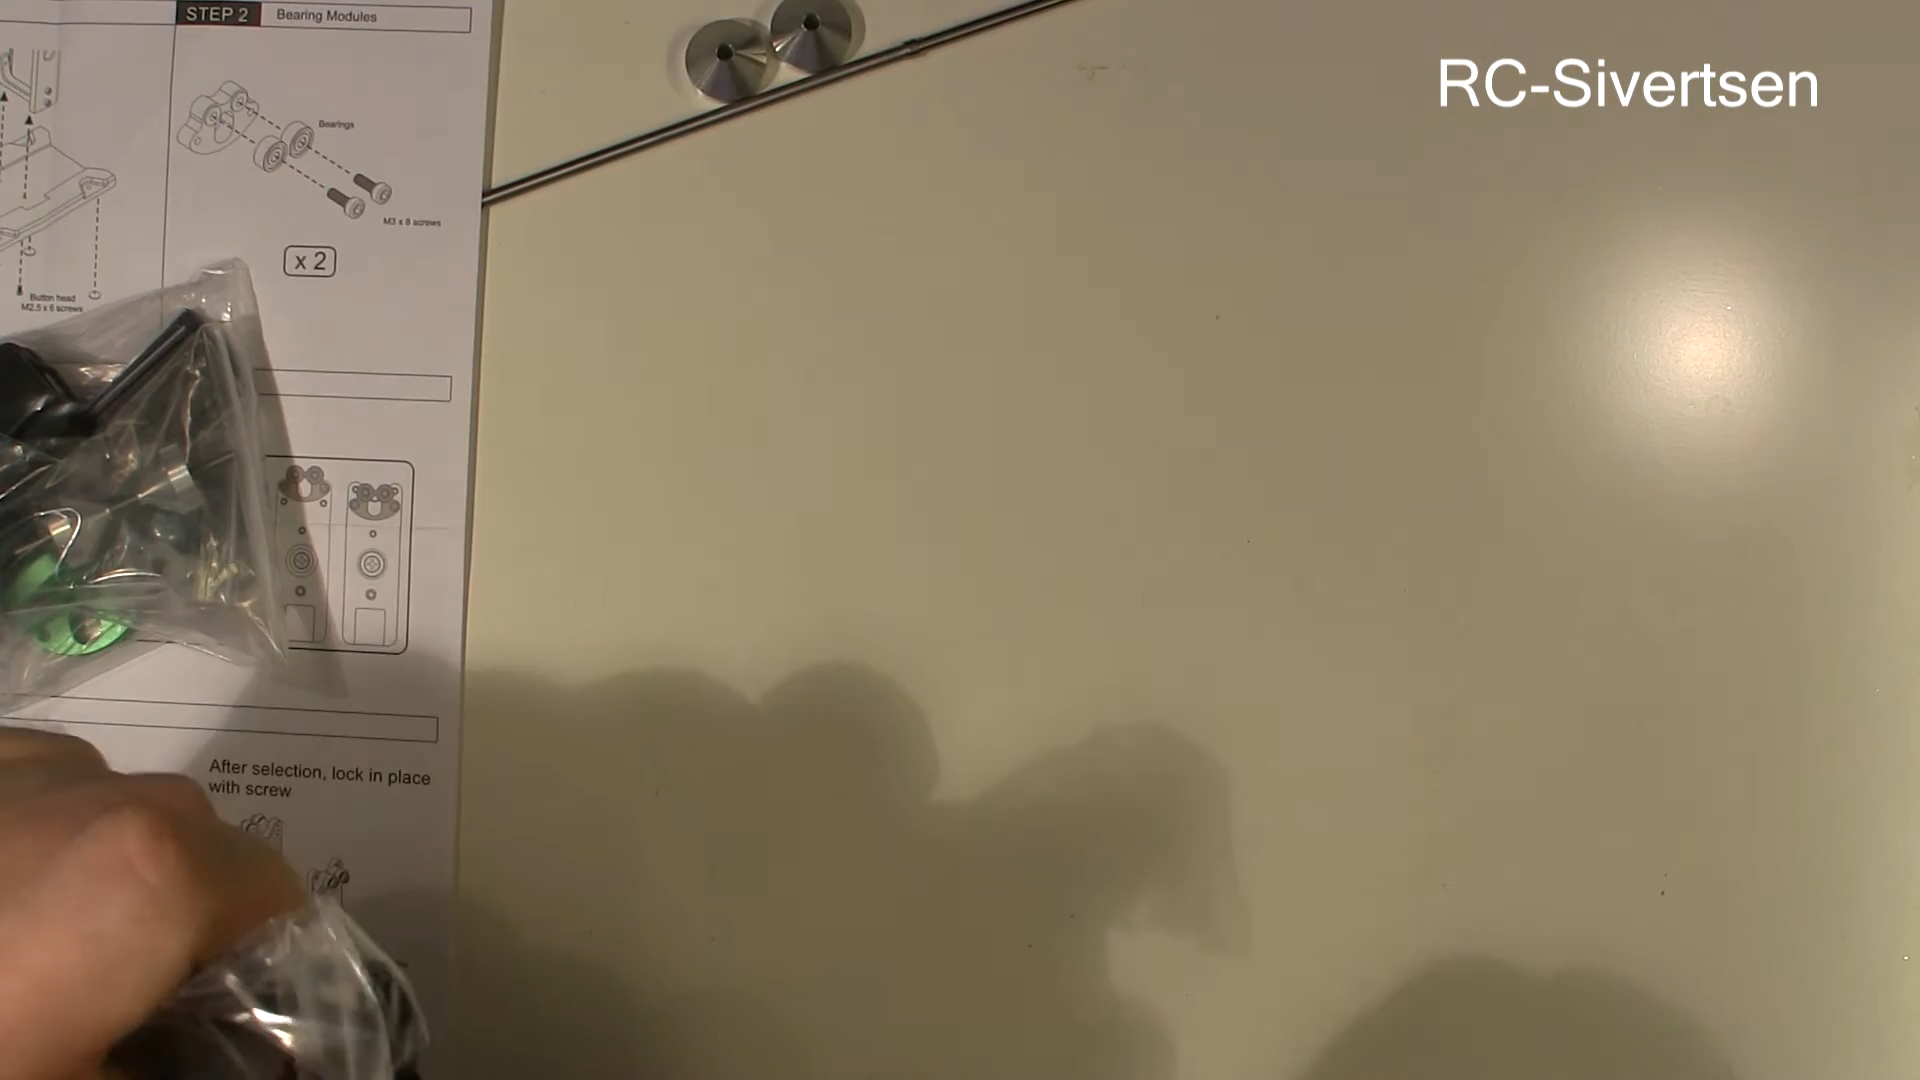 STEP 2 Bearing Modules
RC-Sivertsen
Bearings
M3 x 8 screws
x 2
Button head
M2.5 x 6 screws
After selection, lock in place
with screw